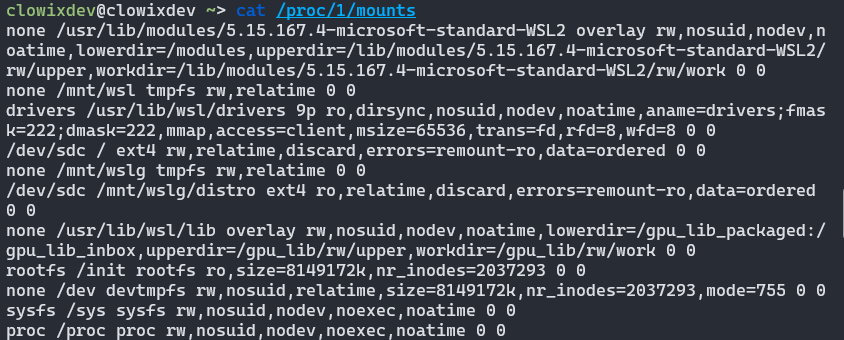 clowixdev@clowixdev ~> cat /proc/1/mounts
none /usr/lib/modules/5.15.167.4-microsoft-standard-WSL2 overlay rw,nosuid,nodev,n
oatime,lowerdir=/modules,upperdir=/lib/modules/5.15.167.4-microsoft-standard-WSL2/
rw/upper,workdir=/lib/modules/5.15.167.4-microsoft-standard-WSL2/rw/work 0 0
none /mnt/wsl tmpfs rw,relatime 0 0
drivers /usr/lib/wsl/drivers 9p ro,dirsync,nosuid,nodev,noatime,aname=drivers;fmas
k=222;dmask=222,mmap,access=client,msize=65536,trans=fd,rfd=8,wfd=8 0 0
/dev/sdc / ext4 rw,relatime,discard,errors=remount-ro,data=ordered 0 0
none /mnt/wslg tmpfs rw,relatime 0 0
/dev/sdc /mnt/wslg/distro ext4 ro,relatime,discard,errors=remount-ro,data=ordered
0 0
none /usr/lib/wsl/lib overlay rw,nosuid,nodev,noatime,lowerdir=/gpu_lib_packaged:/
gpu_lib_inbox,upperdir=/gpu_lib/rw/upper,workdir=/gpu_lib/rw/work 0 0
rootfs /init rootfs ro,size=8149172k,nr_inodes=2037293 0 0
none /dev devtmpfs rw,nosuid,relatime,size=8149172k,nr_inodes=2037293,mode=755 0 0
sysfs /sys sysfs rw,nosuid,nodev,noexec,noatime 0 0
proc /proc proc rw,nosuid,nodev,noexec,noatime 0 0